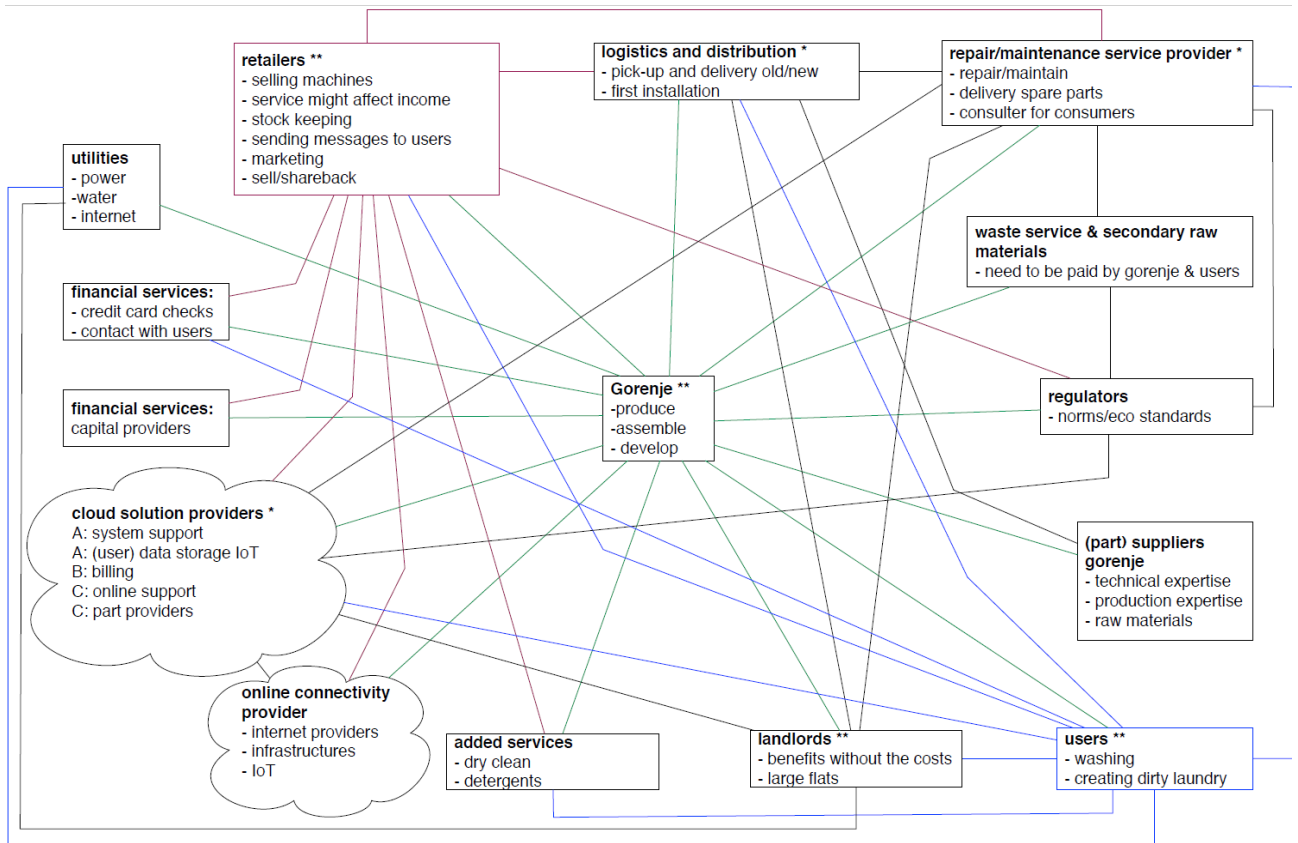 retailers **
- selling machines
- service might affect income
- stock keeping
- sending messages to users
- marketing
- sell/shareback
logistics and distribution *
- pick-up and delivery old/new
- first installation
repair/maintenance service provider *
- repair/maintain
- delivery spare parts
- consulter for consumers
utilities
- power
-water
- internet
waste service & secondary raw
materials
- need to be paid by gorenje & users
financial services:
- credit card checks
- contact with users
Gorenje **
-produce
-assemble
- develop
regulators
- norms/eco standards
financial services:
capital providers
cloud solution providers *
A: system support
A: (user) data storage IoT
B: billing
C: online support
C: part providers
(part) suppliers
gorenje
- technical expertise
- production expertise
- raw materials
online connectivity
provider
- internet providers
- infrastructures
- IoT
added services
- dry clean
- detergents
landlords **
- benefits without the costs
- large flats
users **
- washing
- creating dirty laundry